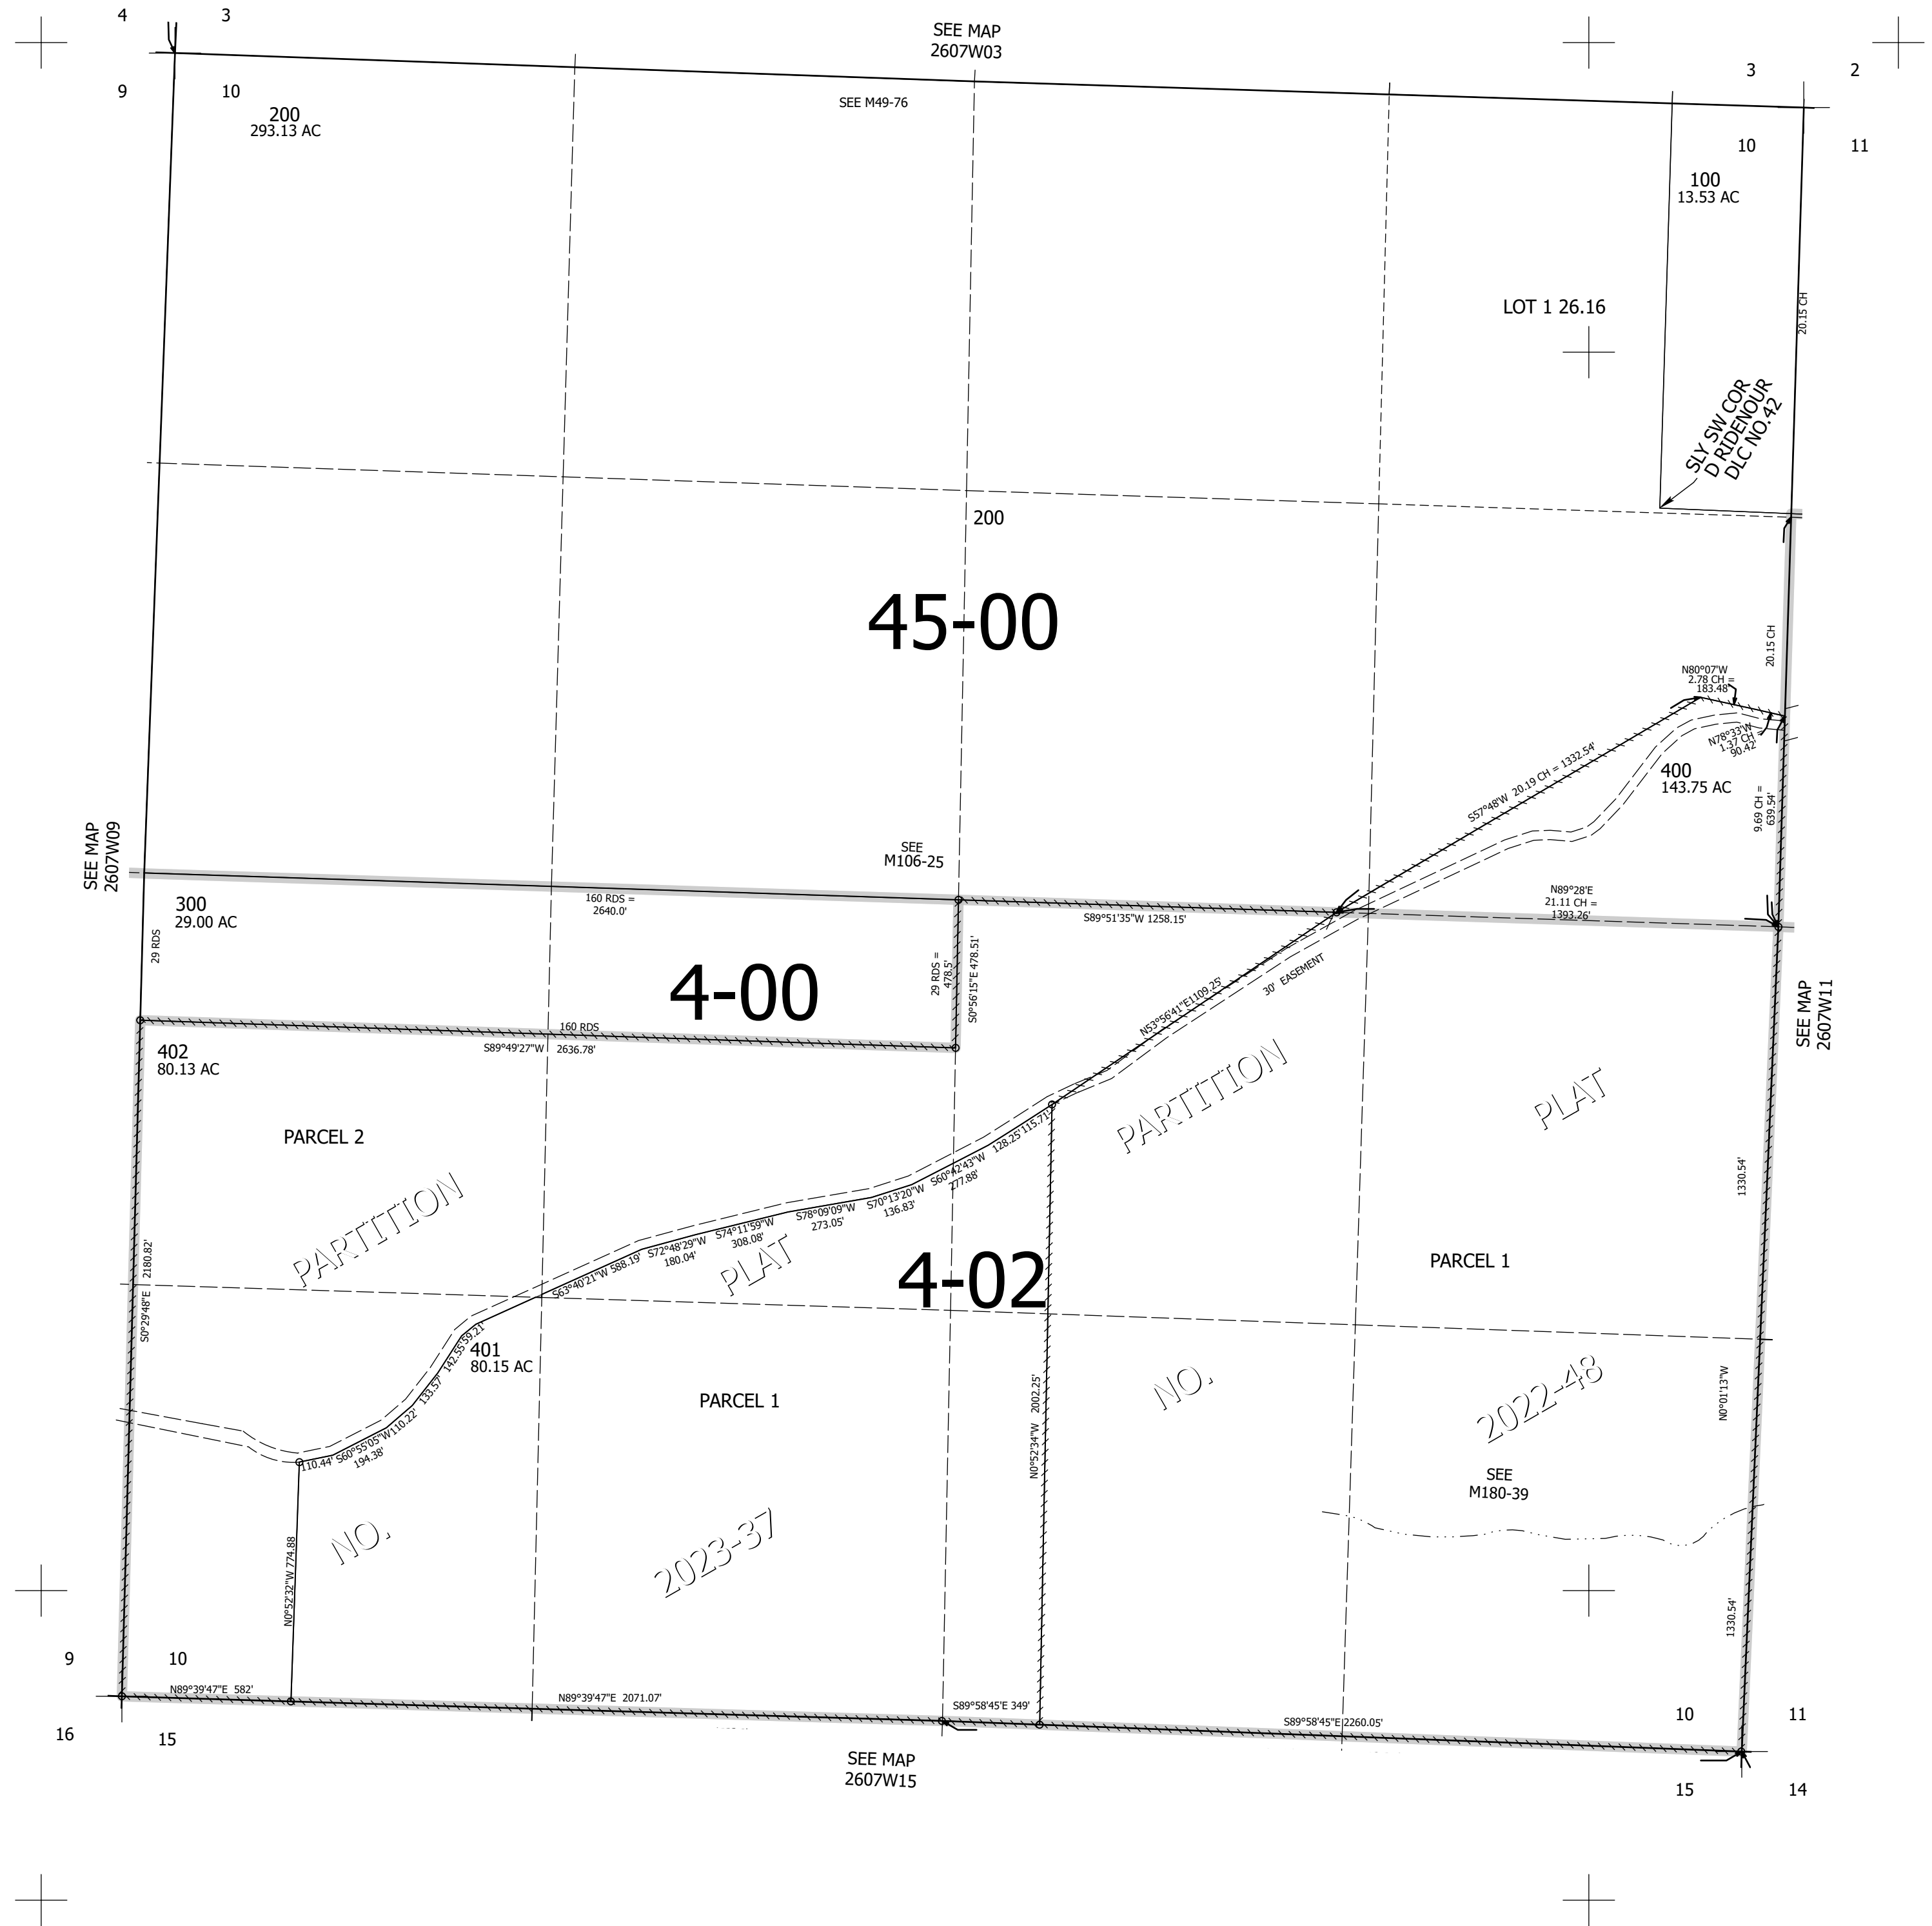 4
3
SEE MAP
2607W03
3
2
9
10
200
293.13 AC
SEE M49-76
10
11
100
13.53 AC
LOT 1 26.16
20.15 CH
SLY SW COR
D RIDENOUR
DLC NO.42
200
45-00
20.15 CH
N80°07'W
2.78 CH =
183.48'
N78°33'W
1.37 CH =
90.42'
S57°48'W 20.19 CH = 1332.54'
400
143.75 AC
9.69 CH =
639.54'
SEE MAP
2607W09
SEE
M106-25
300
29.00 AC
160 RDS =
2640.0'
S89°51'35"W 1258.15'
N89°28'E
21.11 CH =
1393.26'
29 RDS
4-00
29 RDS =
478.5'
S0°56'15"E 478.51'
30' EASEMENT
N53°56'41"E1109.25'
SEE MAP
2607W11
160 RDS
S89°49'27"W 2636.78'
402
80.13 AC
PARCEL 2
PARTITION
PLAT
PARTITION
PLAT
1330.54'
128.25'
115.71'
S60°42'43"W
277.88'
S70°13'20"W
136.83'
S78°09'09"W
273.05'
S74°11'59"W
308.08'
S72°48'29"W
180.04'
S63°40'21"W 588.19'
4-02
PARCEL 1
S0°29'48"E 2180.82'
59.21'
142.55'
133.57'
110.22'
S60°55'05"W
194.38'
110.44'
401
80.15 AC
PARCEL 1
NO.
2022-48
N0°52'34"W 2002.25'
N0°01'13"W
SEE
M180-39
NO.
2023-37
N0°52'32"W 774.88
1330.54'
9
10
N89°39'47"E 582'
N89°39'47"E 2071.07'
S89°58'45"E 349'
S89°58'45"E 2260.05'
10
11
16
15
SEE MAP
2607W15
15
14